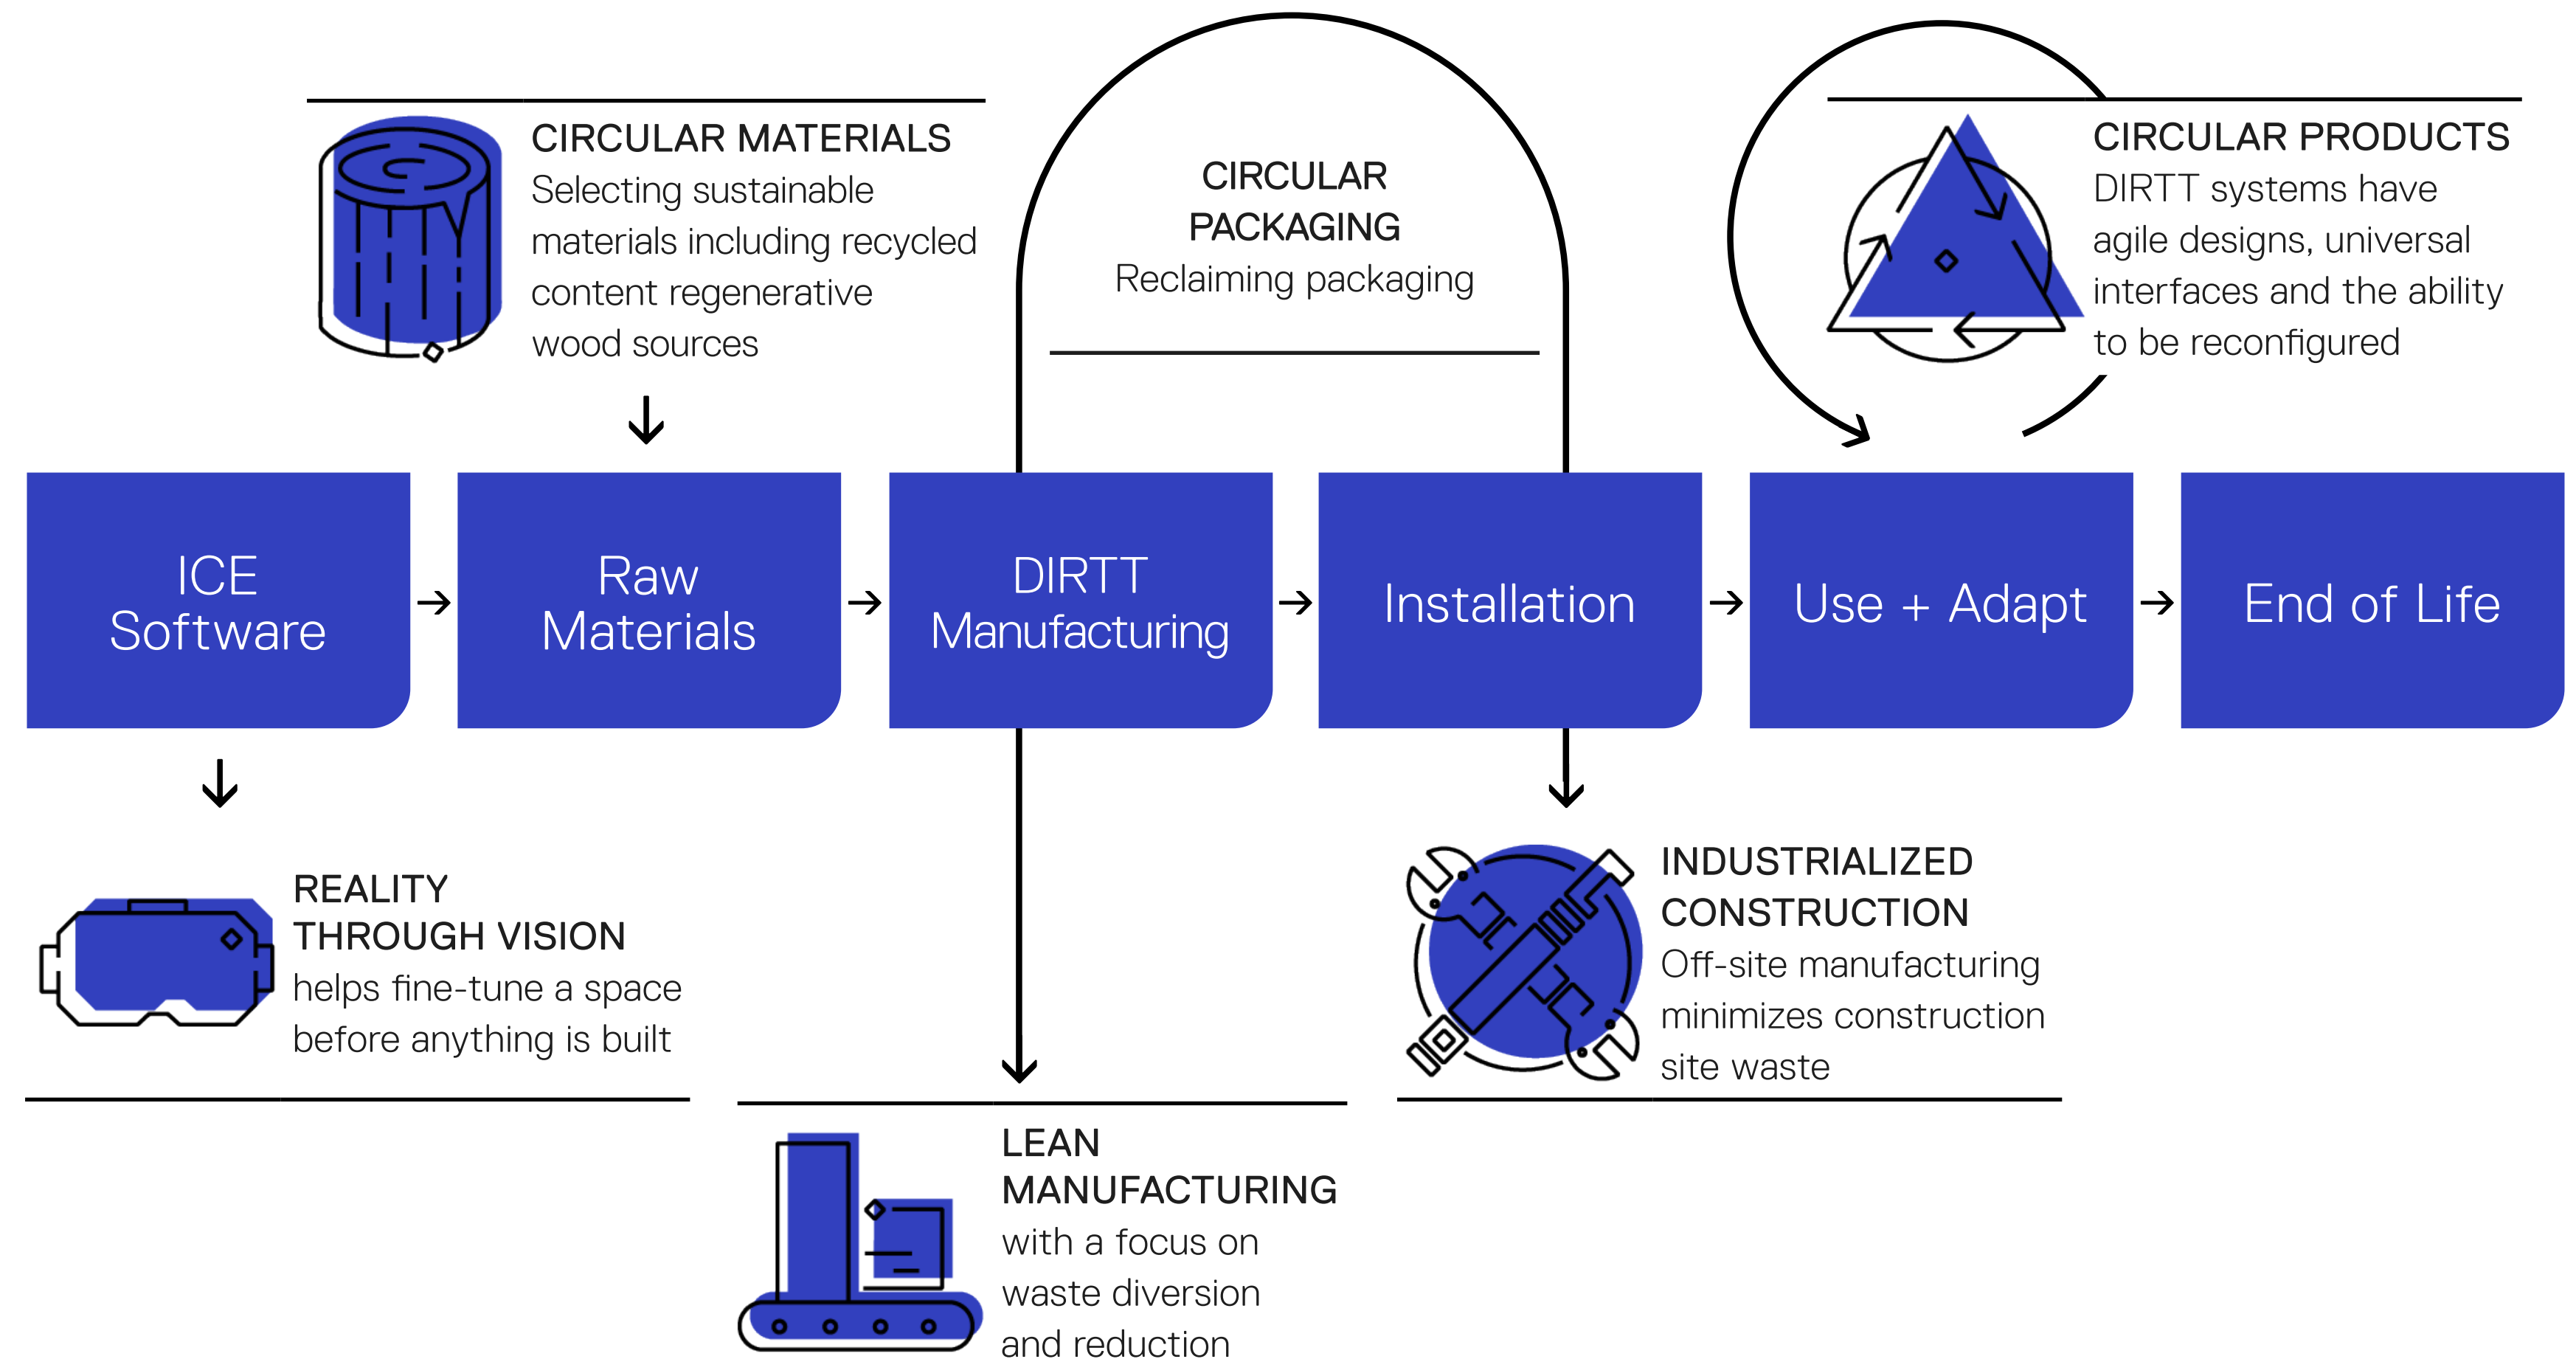 CIRCULAR MATERIALS
Selecting sustainable
materials including recycled
content regenerative
wood sources
CIRCULAR
PACKAGING
Reclaiming packaging
CIRCULAR PRODUCTS
DIRTT systems have
agile designs, universal
interfaces and the ability
to be reconfigured
ICE
Software
Raw
Materials
DIRTT
Manufacturing
Installation
Use + Adapt
End of Life
REALITY
THROUGH VISION
helps fine-tune a space
before anything is built
LEAN
MANUFACTURING
with a focus on
waste diversion
and reduction
INDUSTRIALIZED
CONSTRUCTION
Off-site manufacturing
minimizes construction
site waste